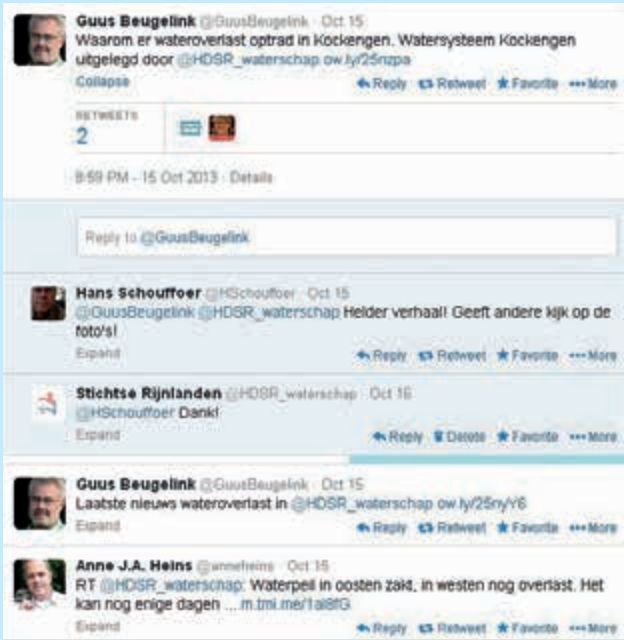 Guus Beugelink @GuusBeugelink · Oct 15
Waarom er wateroverlast optrad in Kockengen. Watersysteem Kockengen
uitgelegd door @HDSR_waterschap ow.ly/25nzpa
Collapse Reply Retweet Favorite More
RETWEETS
2
8:59 PM - 15 Oct 2013 · Details
Reply to @GuusBeugelink
Hans Schouffoer @HSchouffoer · Oct 15
@GuusBeugelink @HDSR_waterschap Helder verhaal! Geeft andere kijk op de
foto's!
Expand Reply Retweet Favorite More
Stichtse Rijnlanden @HDSR_waterschap · Oct 16
@HSchouffoer Dank!
Expand Reply Delete Favorite More
Guus Beugelink @GuusBeugelink · Oct 15
Laatste nieuws wateroverlast in @HDSR_waterschap ow.ly/25nyY6
Expand Reply Retweet Favorite More
Anne J.A. Heins @anneheins · Oct 15
RT @HDSR_waterschap: Waterpeil in oosten zakt, in westen nog overlast. Het
kan nog enige dagen ...
Expand Reply Retweet Favorite More